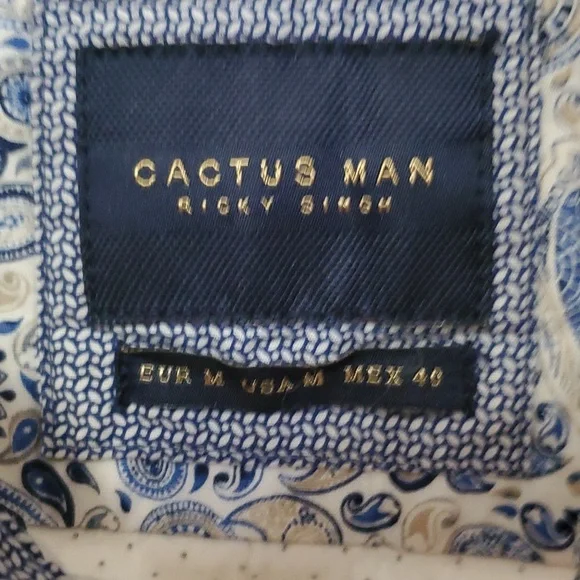 CACTUS MAN
RICKY SINGH
EUR M USA M MEX 40